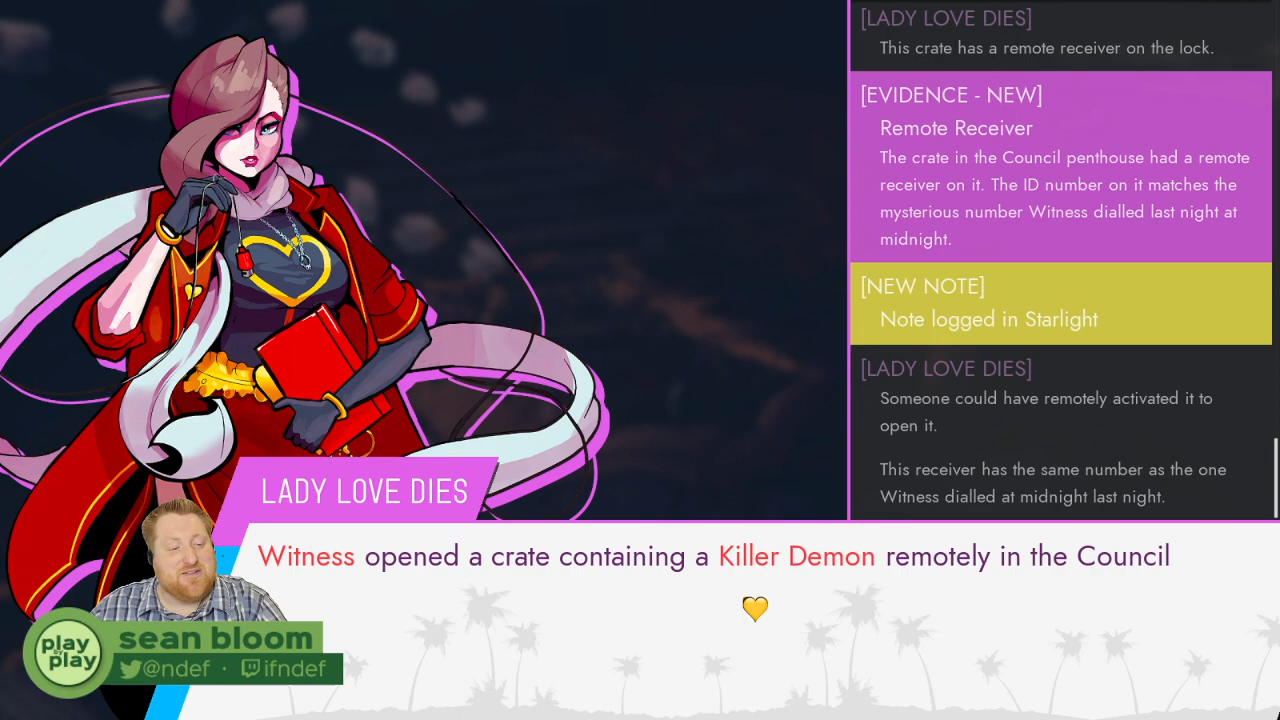 [LADY LOVE DIES]
This crate has a remote receiver on the lock.
[EVIDENCE - NEW]
Remote Receiver
The crate in the Council penthouse had a remote
receiver on it. The ID number on it matches the
mysterious number Witness dialled last night at
midnight.
[NEW NOTE]
Note logged in Starlight
[LADY LOVE DIES]
Someone could have remotely activated it to
open it.
This receiver has the same number as the one
Witness dialled at midnight last night.
LADY LOVE DIES
Witness opened a crate containing a Killer Demon remotely in the Council
play
by
play
sean bloom
@ndef · ifndef